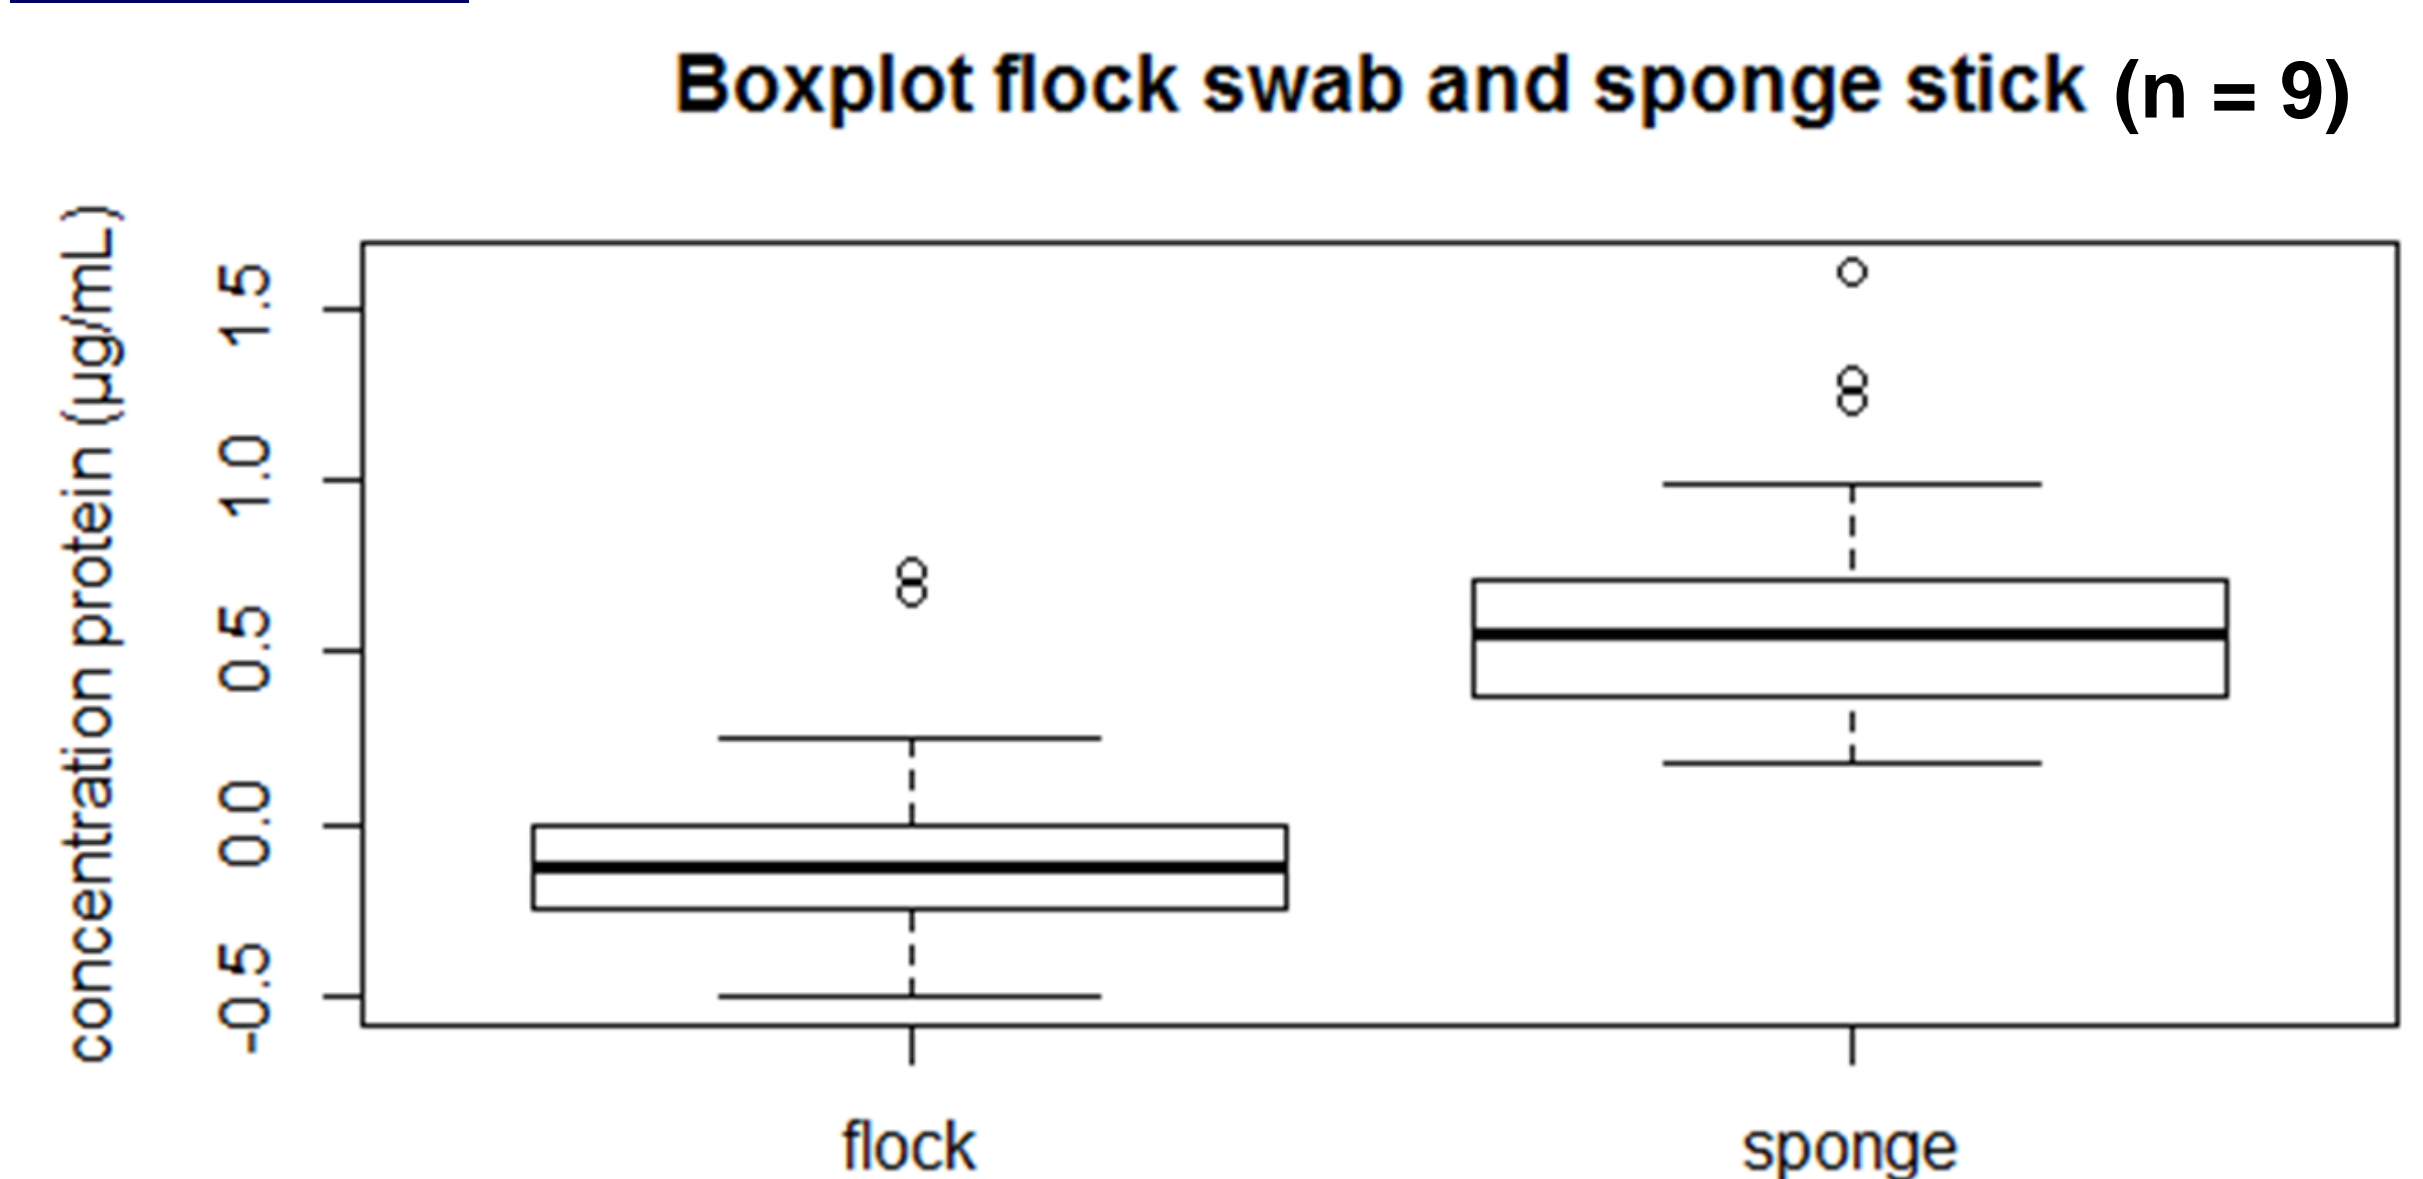 Boxplot flock swab and sponge stick (n = 9)
concentration protein (µg/mL)
1.5
1.0
0.5
0.0
-0.5
flock
sponge